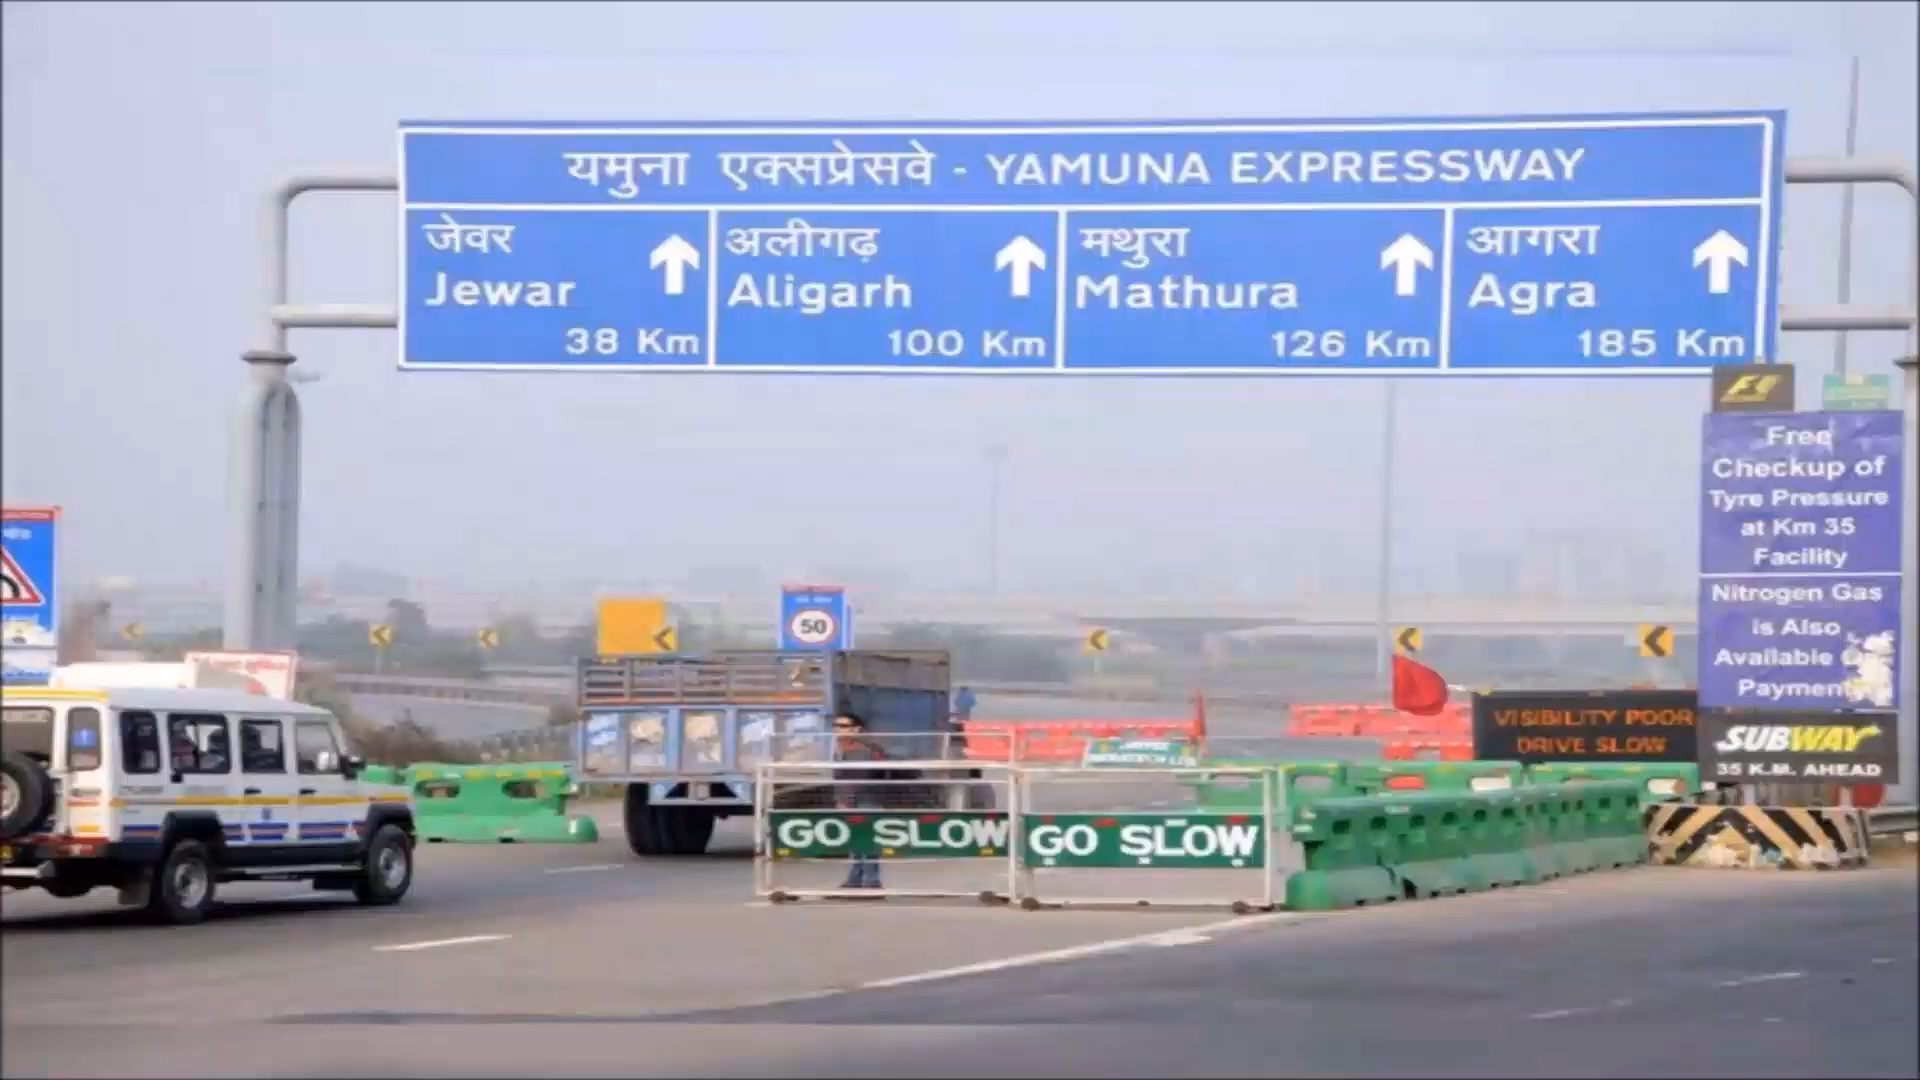 यमुना एक्सप्रेसवे - YAMUNA EXPRESSWAY
जेवर
Jewar
38 Km
अलीगढ़
Aligarh
100 Km
मथुरा
Mathura
126 Km
आगरा
Agra
185 Km
F1
Free
Checkup of
Tyre Pressure
at Km 35
Facility
Nitrogen Gas
is Also
Available
Payment
SUBWAY
35 K.M. AHEAD
50
VISIBILITY POOR
DRIVE SLOW
GO SLOW
GO SLOW